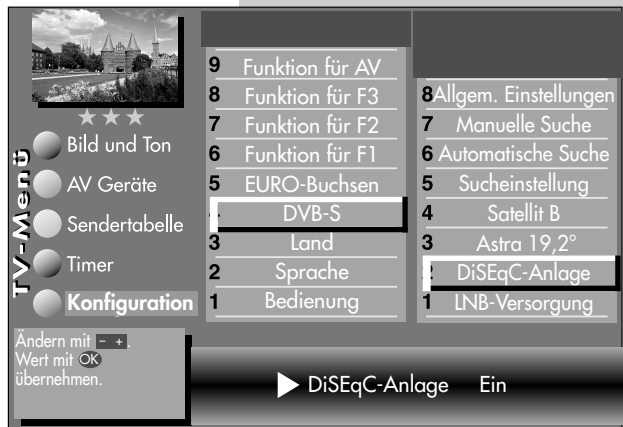 TV-Menü
Bild und Ton
AV Geräte
Sendertabelle
Timer
Konfiguration
Ändern mit - + .
Wert mit OK
übernehmen.
9 Funktion für AV
8 Funktion für F3
7 Funktion für F2
6 Funktion für F1
5 EURO-Buchsen
DVB-S
3 Land
2 Sprache
1 Bedienung
8 Allgem. Einstellungen
7 Manuelle Suche
6 Automatische Suche
5 Sucheinstellung
4 Satellit B
3 Astra 19,2°
2 DiSEqC-Anlage
1 LNB-Versorgung
DiSEqC-Anlage Ein